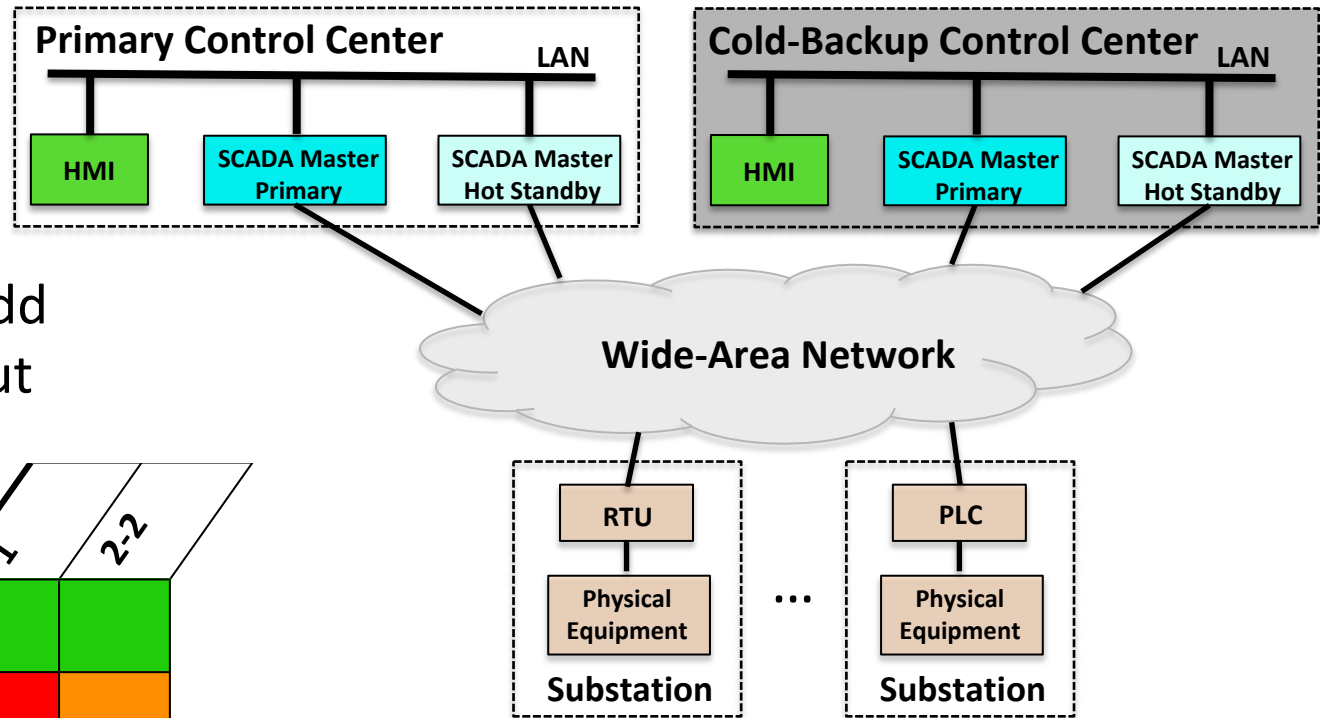 Primary Control Center
LAN
HMI
SCADA Master
Primary
SCADA Master
Hot Standby
Cold-Backup Control Center
LAN
HMI
SCADA Master
Primary
SCADA Master
Hot Standby
Wide-Area Network
2-2
RTU
Physical
Equipment
Substation
...
PLC
Physical
Equipment
Substation